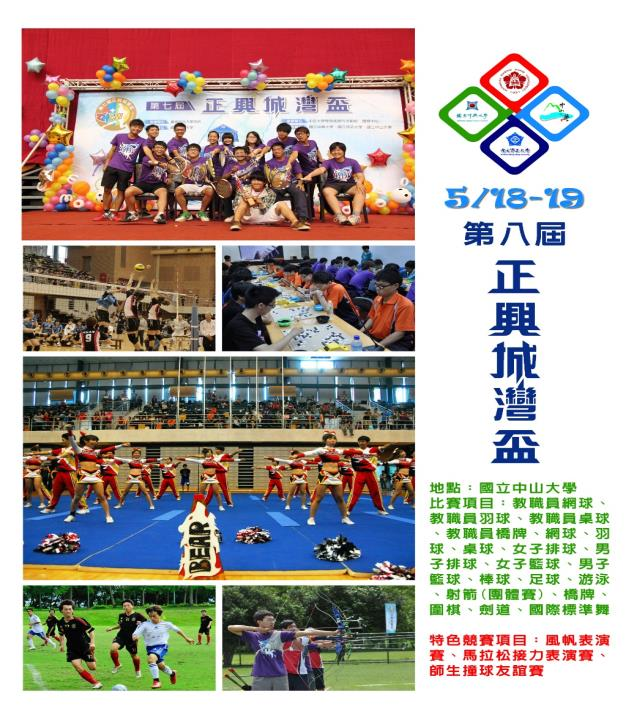 第七屆 正興城灣盃
5/18-19
第八屆
正興城灣盃
地點：國立中山大學
比賽項目：教職員網球、
教職員羽球、教職員桌球
、教職員橋牌、網球、羽
球、桌球、女子排球、男
子排球、女子籃球、男子
籃球、棒球、足球、游泳
、射箭(團體賽)、橋牌、
圍棋、劍道、國際標準舞
特色競賽項目：風帆表演
賽、馬拉松接力表演賽、
師生撞球友誼賽
BEAR
9